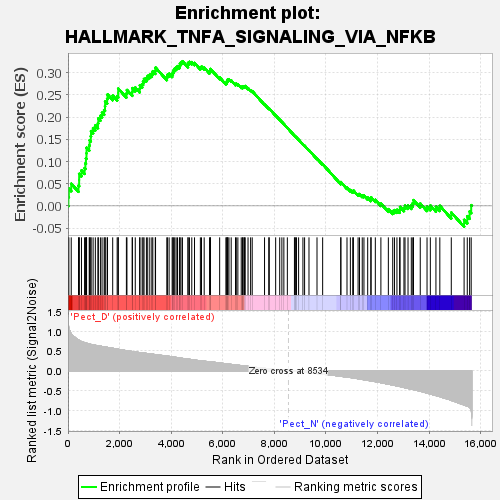 Enrichment plot:
HALLMARK_TNFA_SIGNALING_VIA_NFKB
Enrichment score (ES)
0.30
0.25
0.20
0.15
0.10
0.05
0.00
-0.05
Ranked list metric (Signal2Noise)
1.5
1.0
0.5
0.0
-0.5
-1.0
-1.5
'Pect_D' (positively correlated)
Zero cross at 8534
'Pect_N' (negatively correlated)
0 2,000 4,000 6,000 8,000 10,000 12,000 14,000 16,000
Rank in Ordered Dataset
Enrichment profile Hits Ranking metric scores